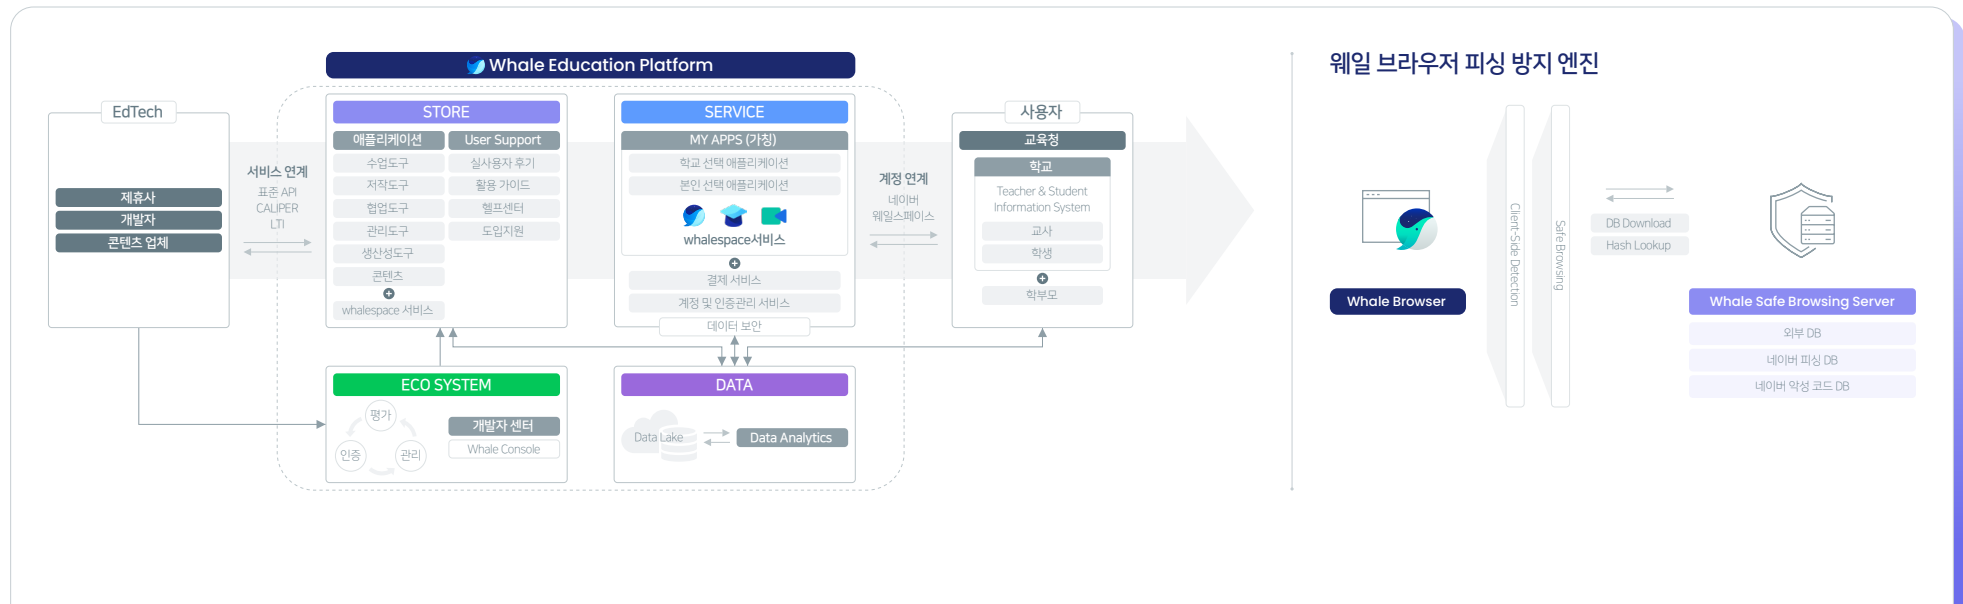 Whale Education Platform
EdTech
제휴사
개발자
콘텐츠 업체
서비스 연계
표준 API
CALIPER
LTI
STORE
애플리케이션
수업도구
저작도구
협업도구
관리도구
생산성도구
콘텐츠
whalespace 서비스
User Support
실사용자 후기
활용 가이드
헬프센터
도입지원
SERVICE
MY APPS (가칭)
학교 선택 애플리케이션
본인 선택 애플리케이션
whalespace서비스
결제 서비스
계정 및 인증관리 서비스
데이터 보안
계정 연계
네이버
웨일스페이스
사용자
교육청
학교
Teacher & Student
Information System
교사
학생
학부모
ECO SYSTEM
평가
인증
관리
개발자 센터
Whale Console
DATA
Data Lake
Data Analytics
웨일 브라우저 피싱 방지 엔진
Whale Browser
Client-Side Detection
Safe Browsing
DB Download
Hash Lookup
Whale Safe Browsing Server
외부 DB
네이버 피싱 DB
네이버 악성 코드 DB